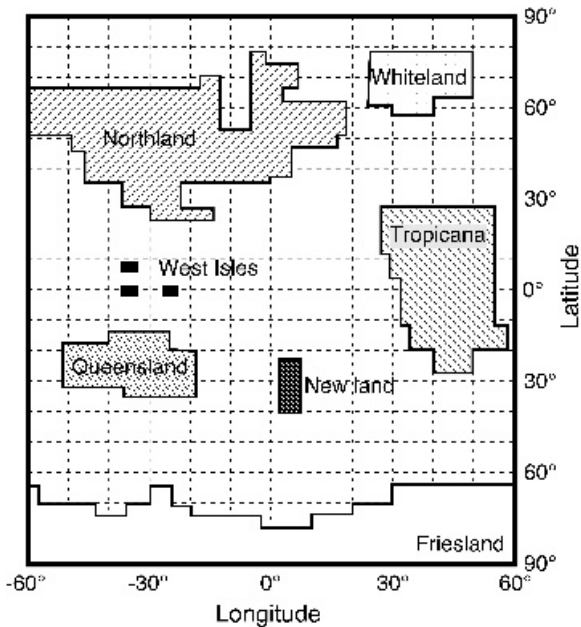 90°
Whiteland
60°
Northland
30°
Tropicana
West Isles
0°
Latitude
Queensland
New land
30°
60°
Friesland
90°
-60° -30° 0° 30° 60°
Longitude